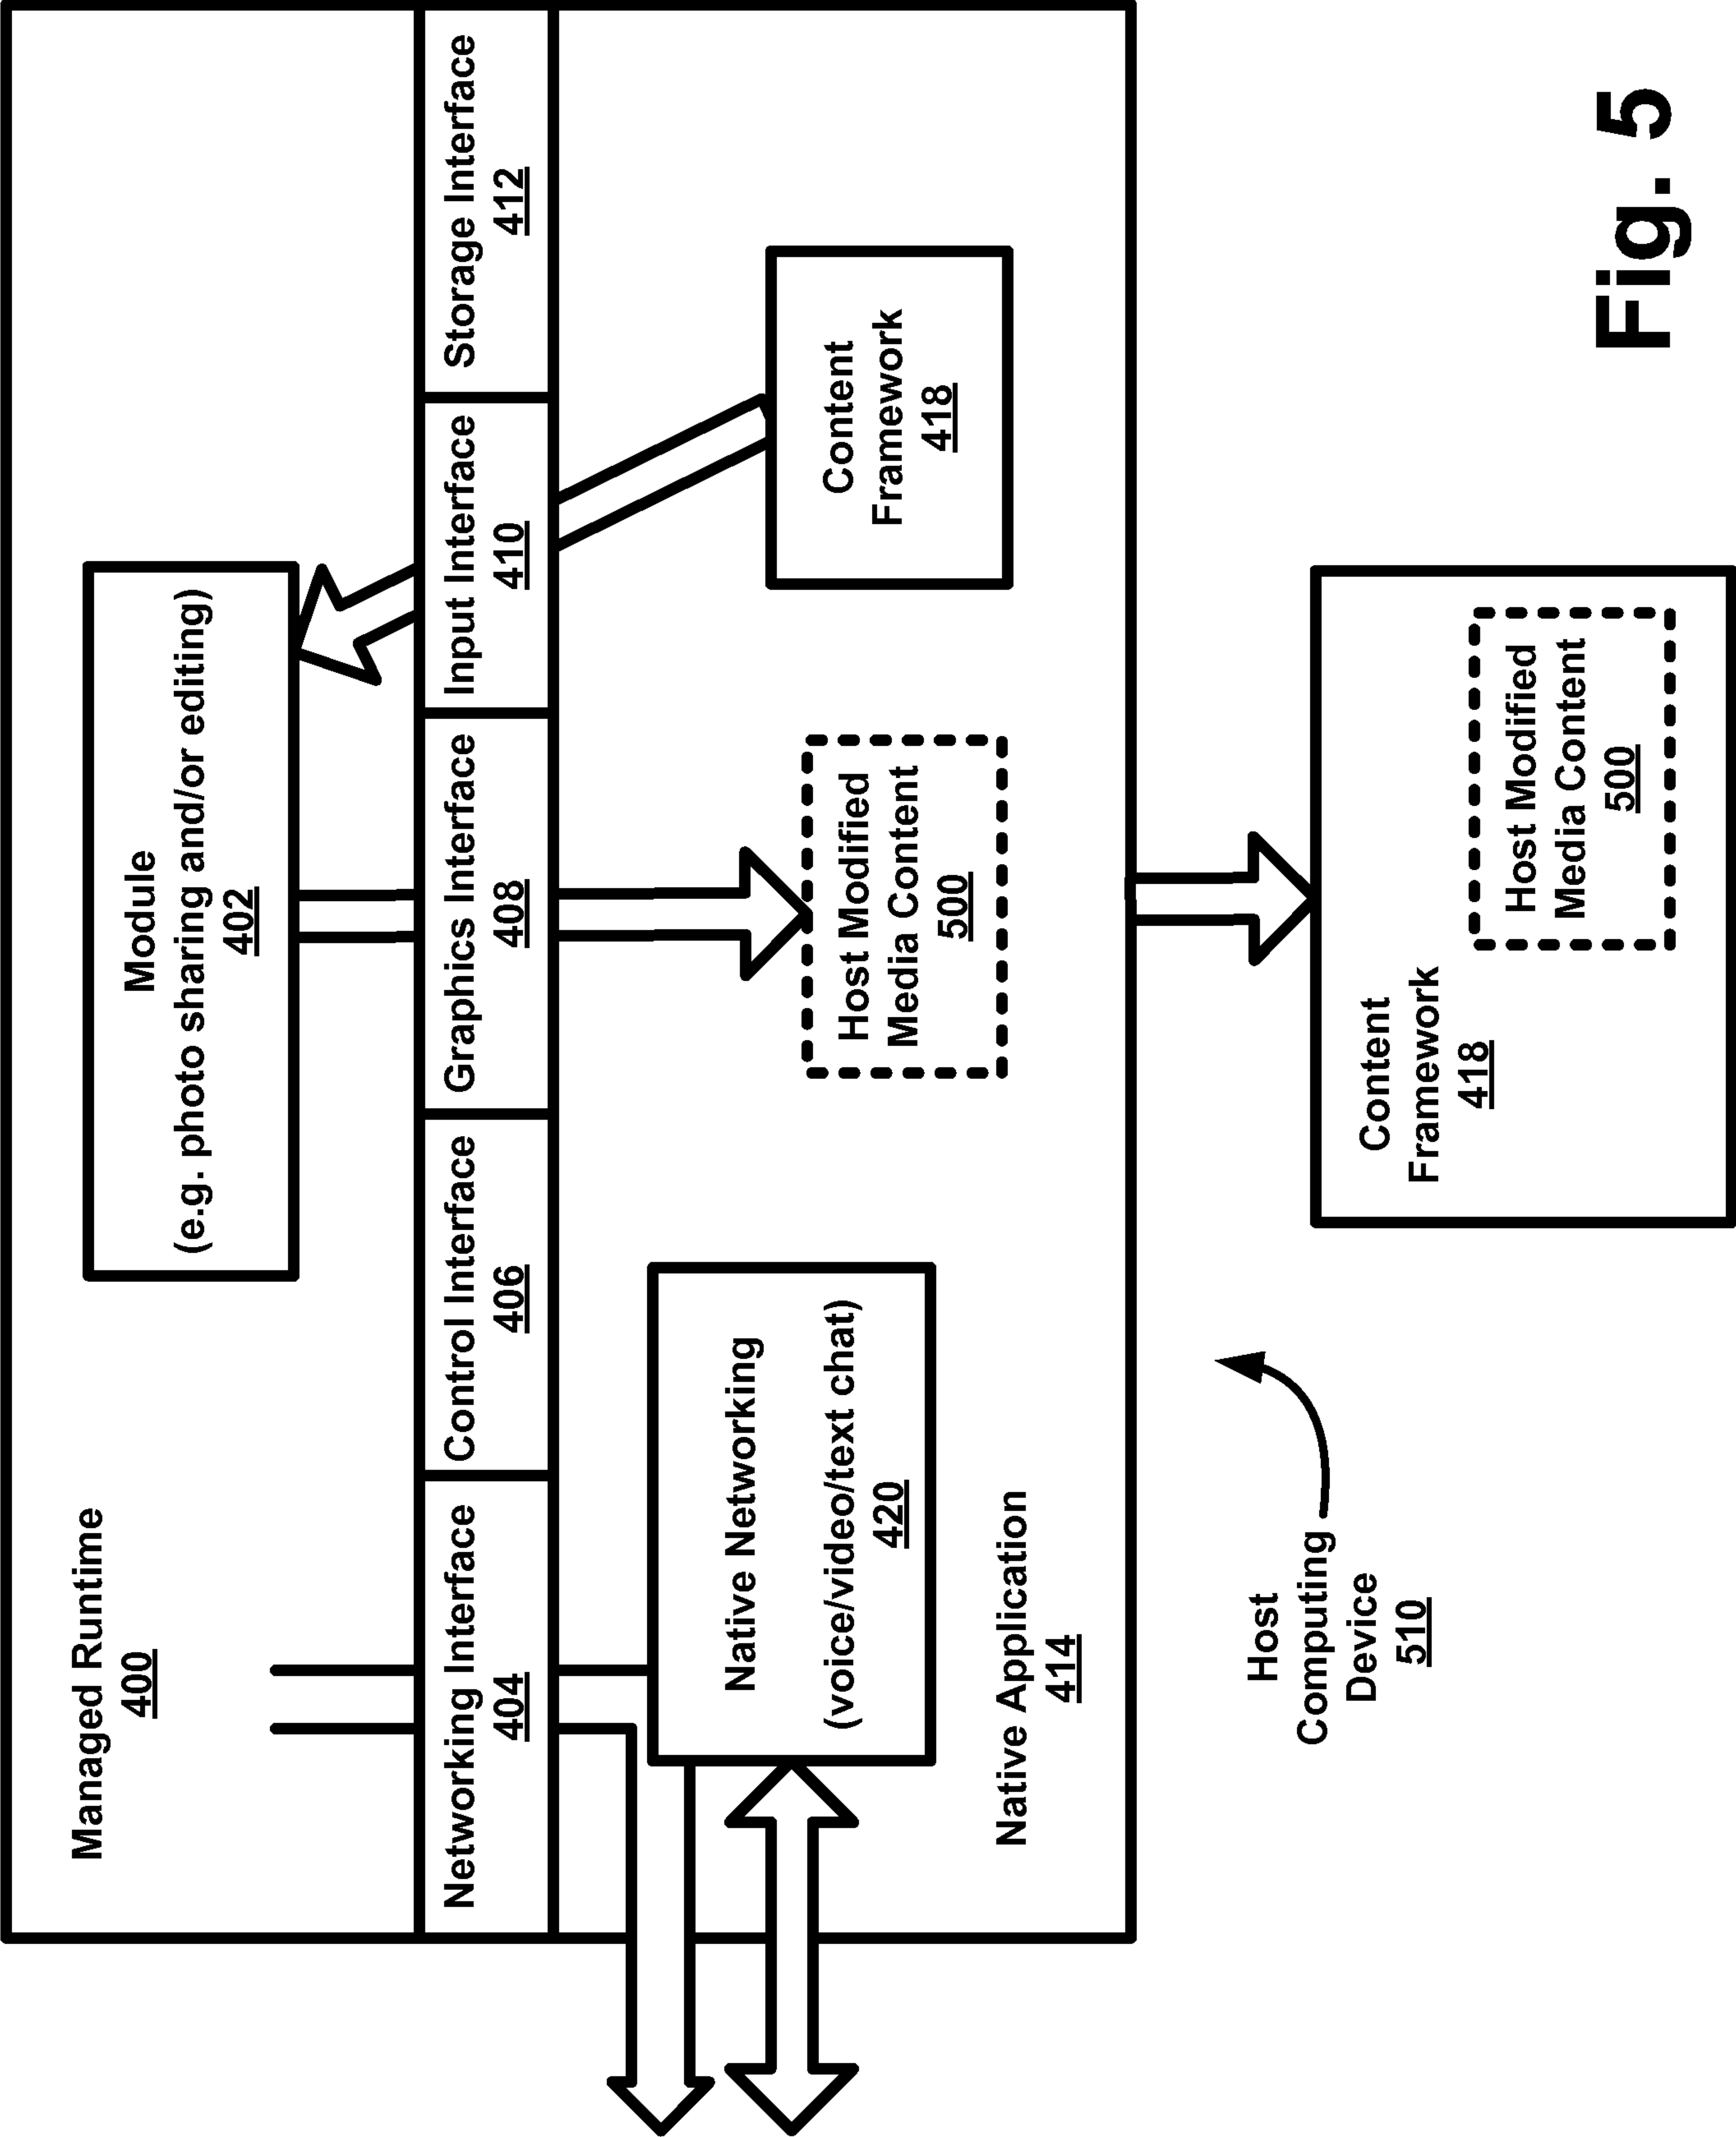 Managed Runtime
400
Module
(e.g. photo sharing and/or editing)
402
Networking Interface
404
Control Interface
406
Graphics Interface
408
Input Interface
410
Storage Interface
412
Native Networking
(voice/video/text chat)
420
Host Modified
Media Content
500
Content
Framework
418
Native Application
414
Host
Computing
Device
510
Content
Framework
418
Host Modified
Media Content
500
Fig. 5